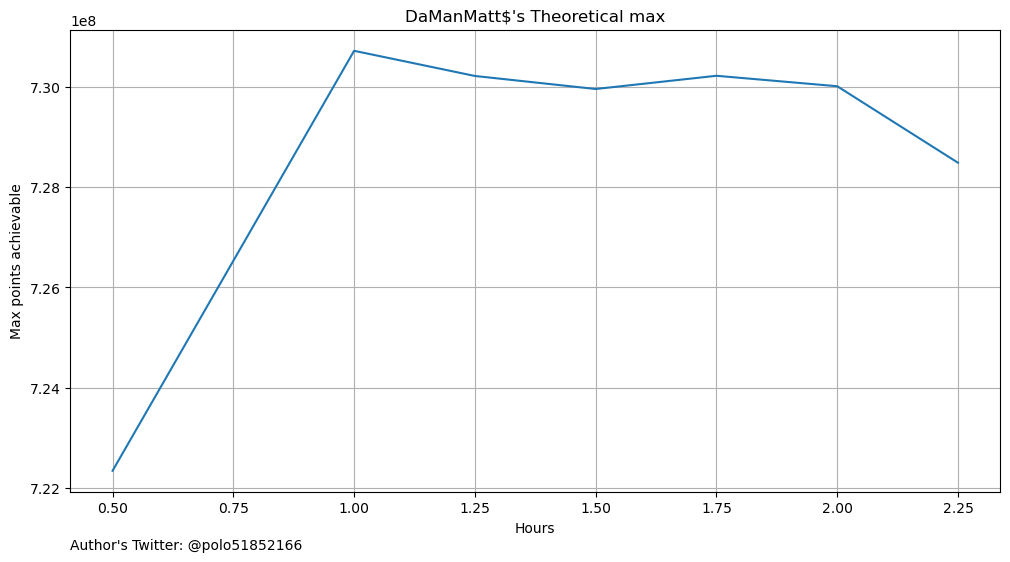 DaManMatt$'s Theoretical max
1e8
7.30
7.28
7.26
7.24
7.22
Max points achievable
0.50 0.75 1.00 1.25 1.50 1.75 2.00 2.25
Hours
Author's Twitter: @polo51852166